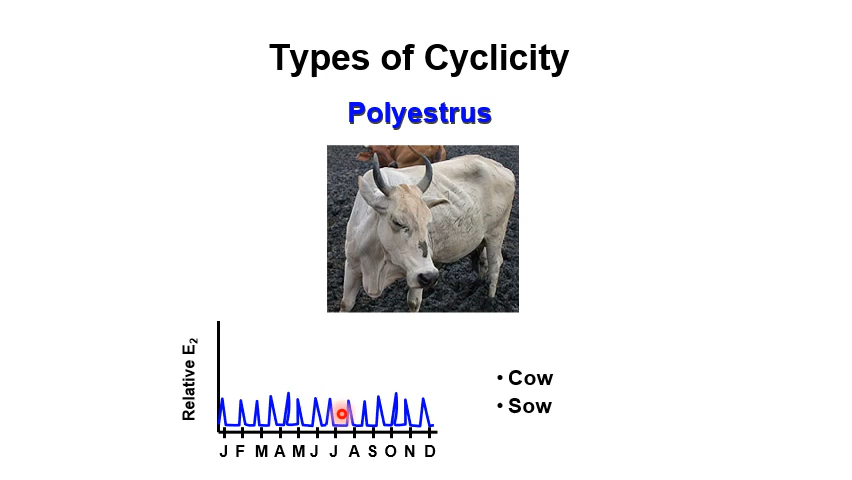 Types of Cyclicity
Polyestrus
Relative E₂
• Cow
• Sow
J F M A M J J A S O N D